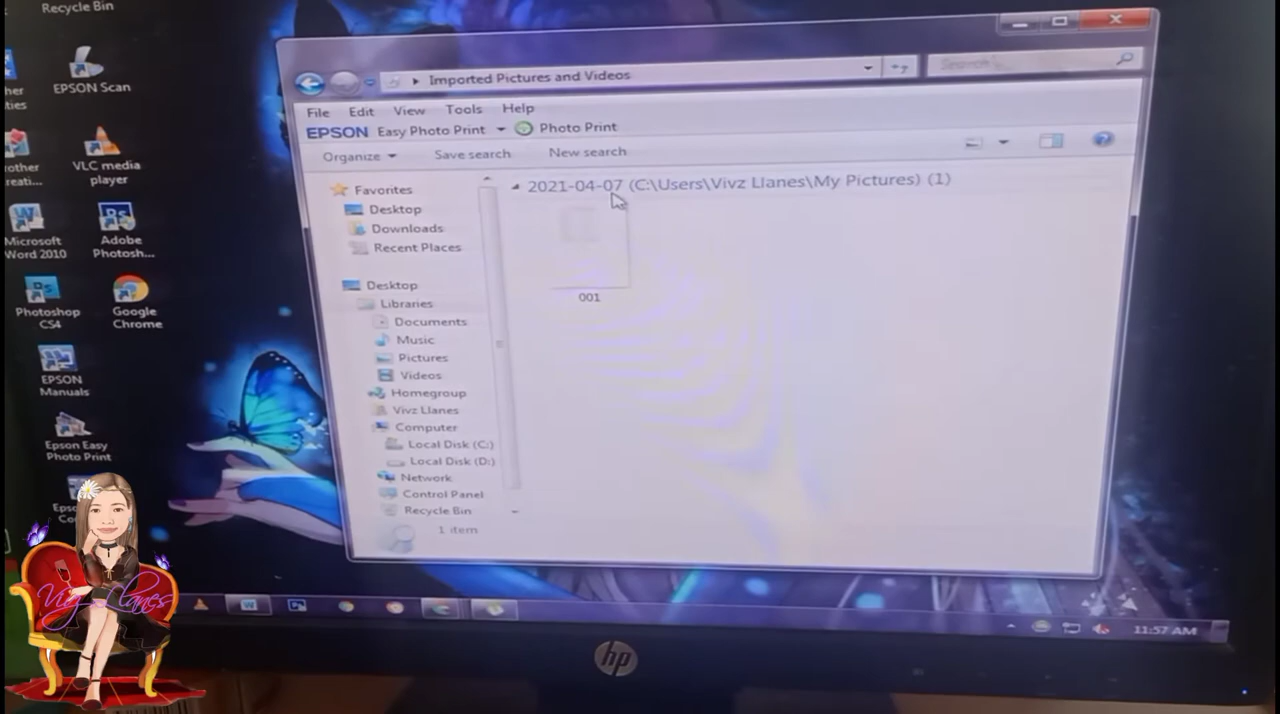 Recycle Bin
EPSON Scan
VLC media
player
Microsoft
Word 2010
Adobe
Photosh...
Photoshop
CS4
Google
Chrome
EPSON
Manuals
Epson Easy
Photo Print
Imported Pictures and Videos
Search...
File Edit View Tools Help
EPSON Easy Photo Print Photo Print
Organize Save search New search
Favorites
Desktop
Downloads
Recent Places
Desktop
Libraries
Documents
Music
Pictures
Videos
Homegroup
Vivz Llanes
Computer
Local Disk (C:)
Local Disk (D:)
Network
Control Panel
Recycle Bin
2021-04-07 (C:\Users\Vivz Llanes\My Pictures) (1)
001
1 item
Vivz Llanes
11:57 AM
hp